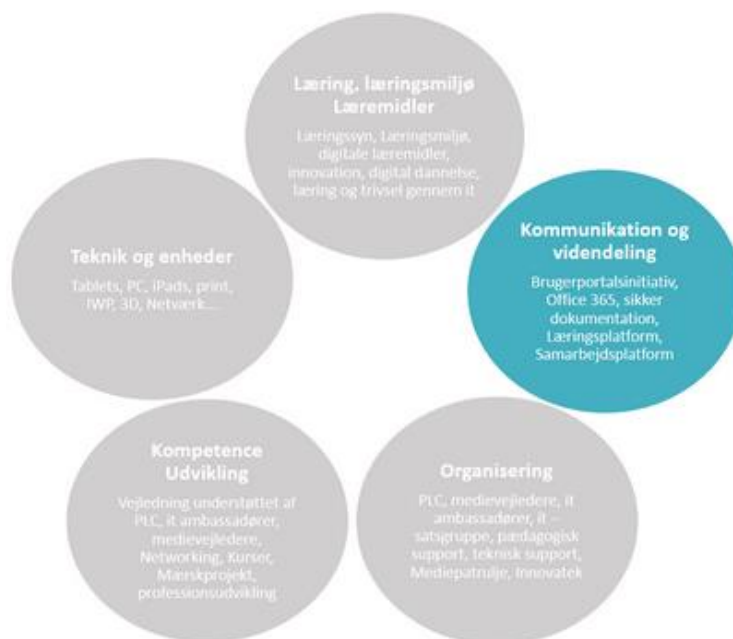 Læring, læringsmiljø
Læremidler
Læringssyn, Læringsmiljø,
digitale læremidler,
innovation, digital dannelse,
læring og trivsel gennem it
Kommunikation og
videndeling
Brugerportalsinitiativ,
Office 365, sikker
dokumentation,
Læringsplatform,
Samarbejdsplatform
Organisering
PLC, medievejledere, it
ambassadører, it –
satsgruppe, pædagogisk
support, teknisk support,
Mediepatrulje, Innovatek
Kompetence
Udvikling
Vejledning understøttet af
PLC, it ambassadører,
medievejledere,
Networking, Kurser,
Mærskprojekt,
professionsudvikling
Teknik og enheder
Tablets, PC, iPads, print,
IWP, 3D, Netværk....